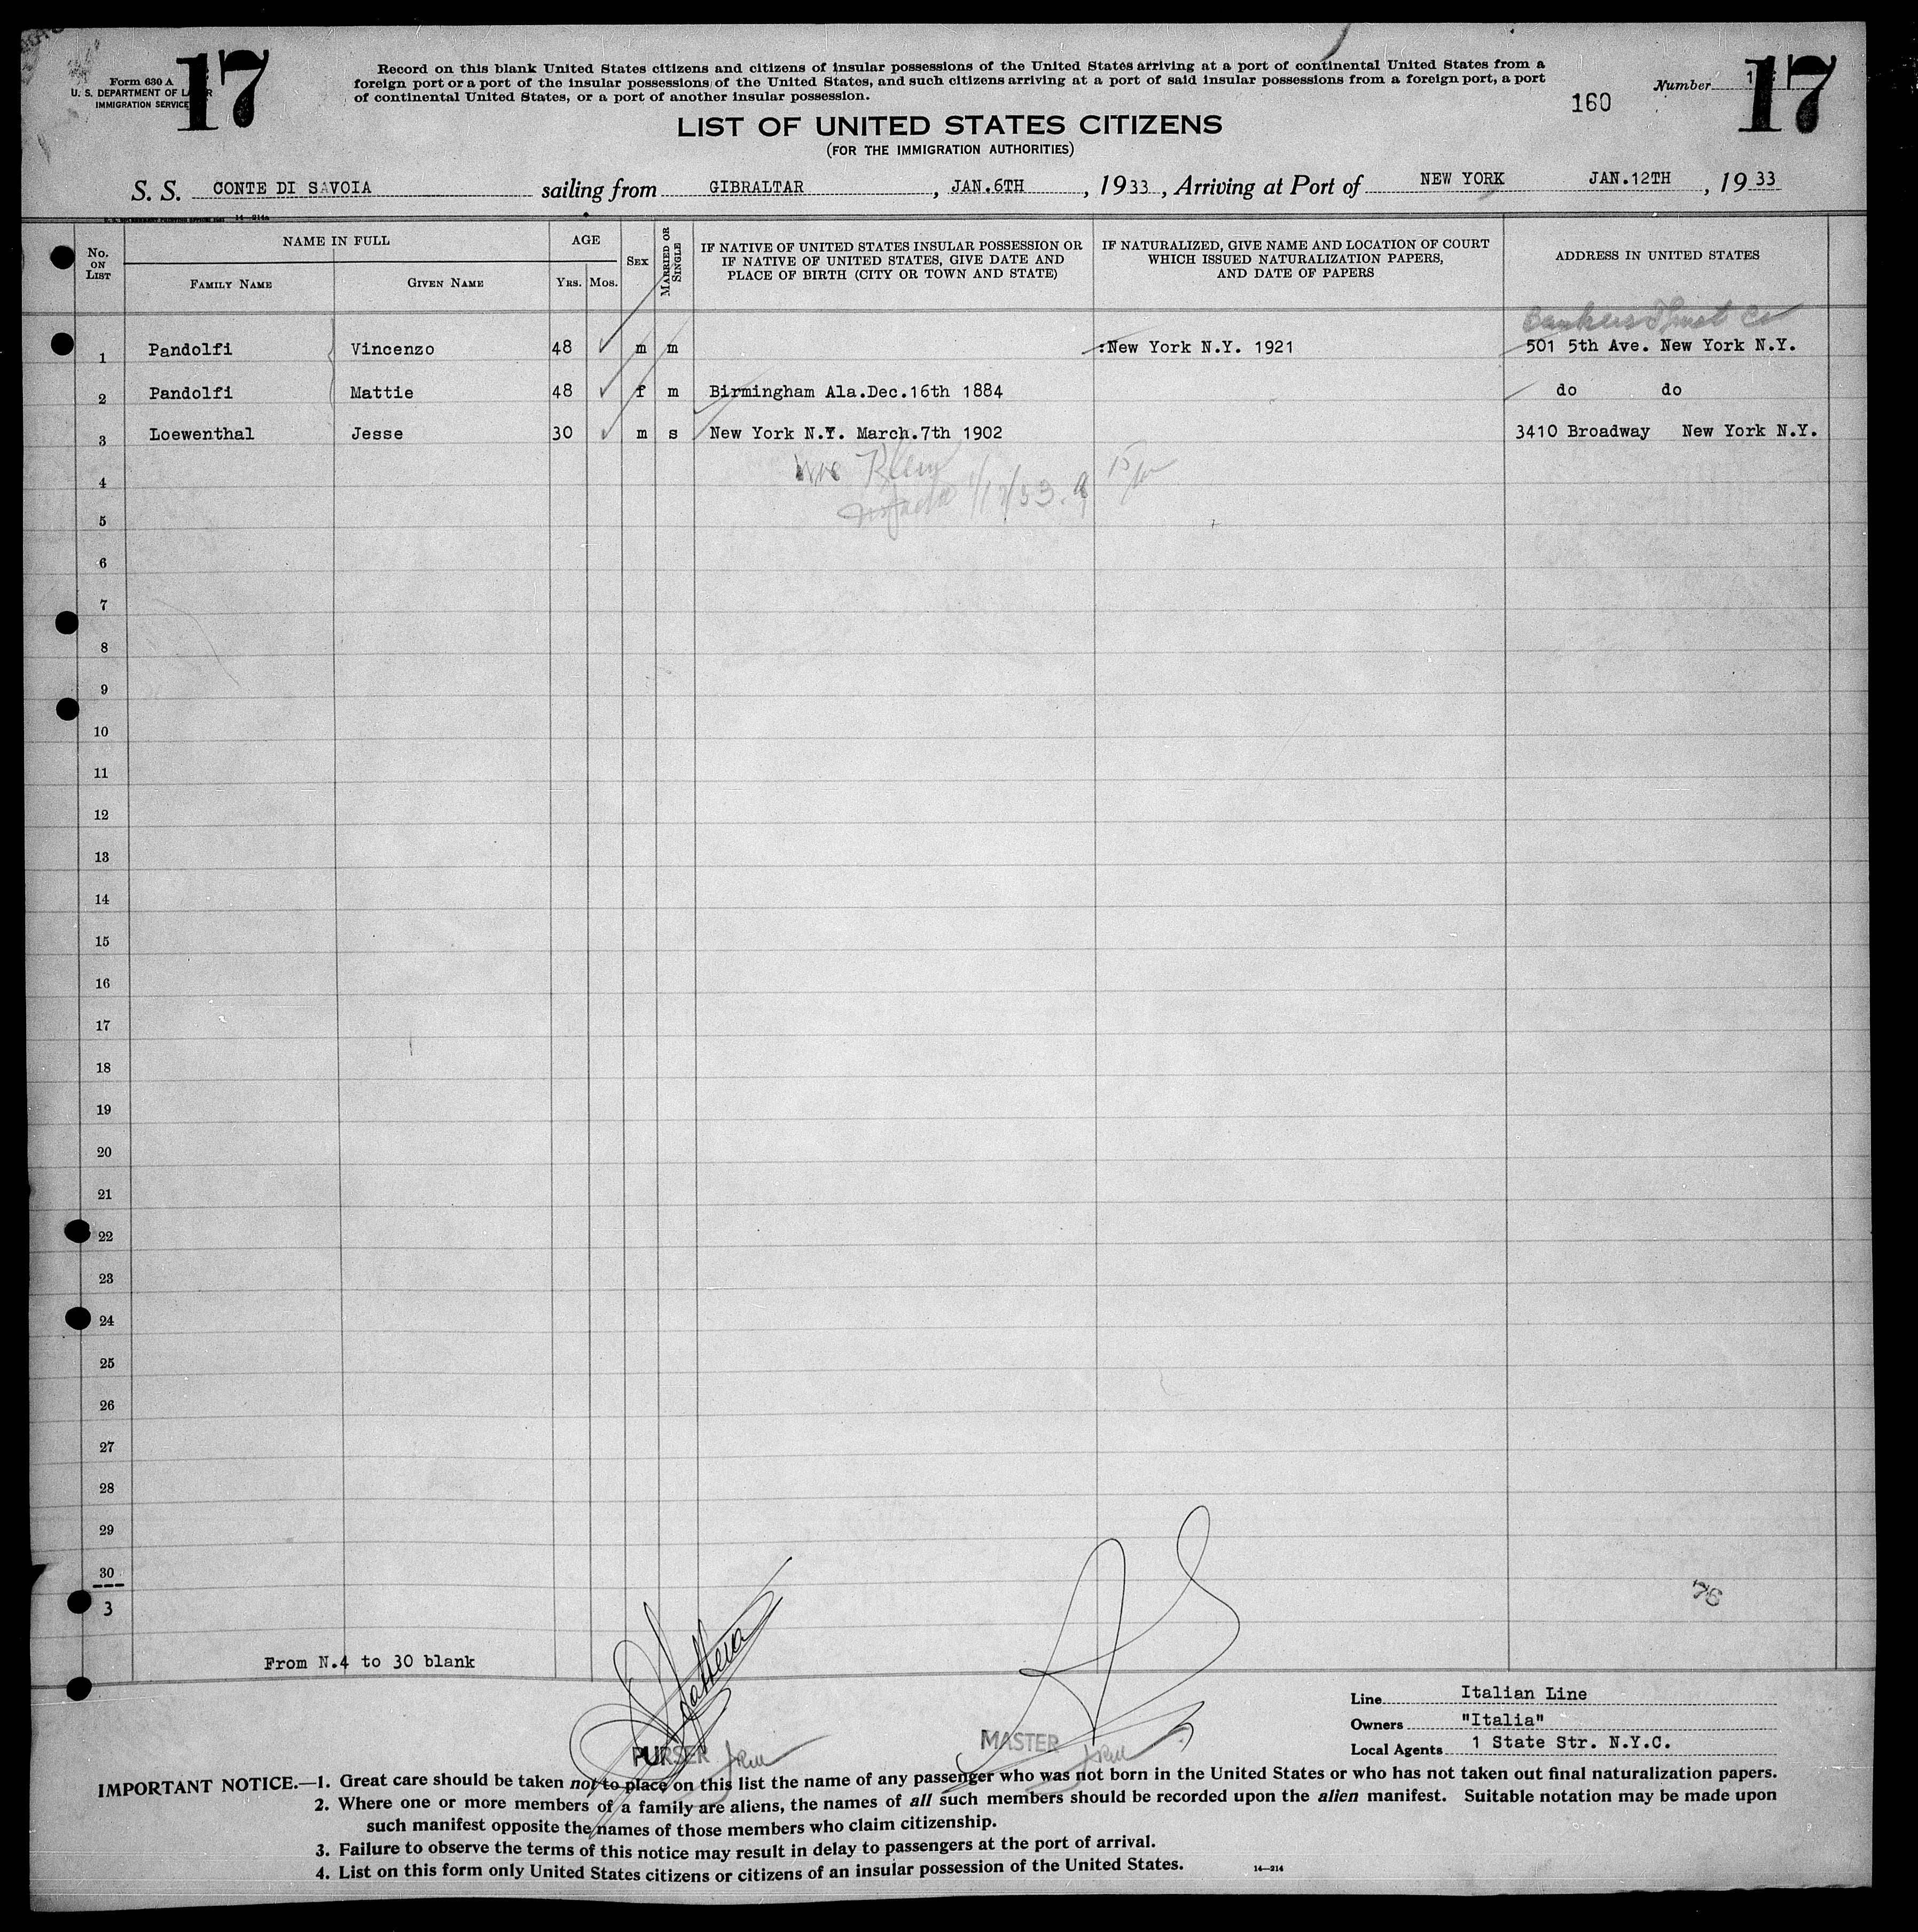 17
Form 630 A
U. S. DEPARTMENT OF LABOR
IMMIGRATION SERVICE
Record on this blank United States citizens and citizens of insular possessions of the United States arriving at a port of continental United States from a
foreign port or a port of the insular possessions of the United States, and such citizens arriving at a port of said insular possessions from a foreign port, a port
of continental United States, or a port of another insular possession.
160
Number
17
LIST OF UNITED STATES CITIZENS
(FOR THE IMMIGRATION AUTHORITIES)
S. S. CONTE DI SAVOIA sailing from GIBRALTAR , JAN.6TH , 1933 , Arriving at Port of NEW YORK JAN.12TH , 1933
14—214a
No. ON LIST
NAME IN FULL
FAMILY NAME
GIVEN NAME
AGE
YRS. MOS.
SEX
MARRIED OR SINGLE
IF NATIVE OF UNITED STATES INSULAR POSSESSION OR
IF NATIVE OF UNITED STATES, GIVE DATE AND
PLACE OF BIRTH (CITY OR TOWN AND STATE)
IF NATURALIZED, GIVE NAME AND LOCATION OF COURT
WHICH ISSUED NATURALIZATION PAPERS,
AND DATE OF PAPERS
ADDRESS IN UNITED STATES
Bankers Trust Co
1 Pandolfi Vincenzo 48 m m :New York N.Y. 1921 501 5th Ave. New York N.Y.
2 Pandolfi Mattie 48 f m Birmingham Ala.Dec.16th 1884 do do
3 Loewenthal Jesse 30 m s New York N.Y. March.7th 1902 3410 Broadway New York N.Y.
4
5
6
7
8
9
10
11
12
13
14
15
16
17
18
19
20
21
22
23
24
25
26
27
28
29
30
3
76
From N.4 to 30 blank
PURSER
MASTER
Line Italian Line
Owners "Italia"
Local Agents 1 State Str. N.Y.C.
IMPORTANT NOTICE.—1. Great care should be taken not to place on this list the name of any passenger who was not born in the United States or who has not taken out final naturalization papers.
2. Where one or more members of a family are aliens, the names of all such members should be recorded upon the alien manifest. Suitable notation may be made upon
such manifest opposite the names of those members who claim citizenship.
3. Failure to observe the terms of this notice may result in delay to passengers at the port of arrival.
4. List on this form only United States citizens or citizens of an insular possession of the United States.
14—214